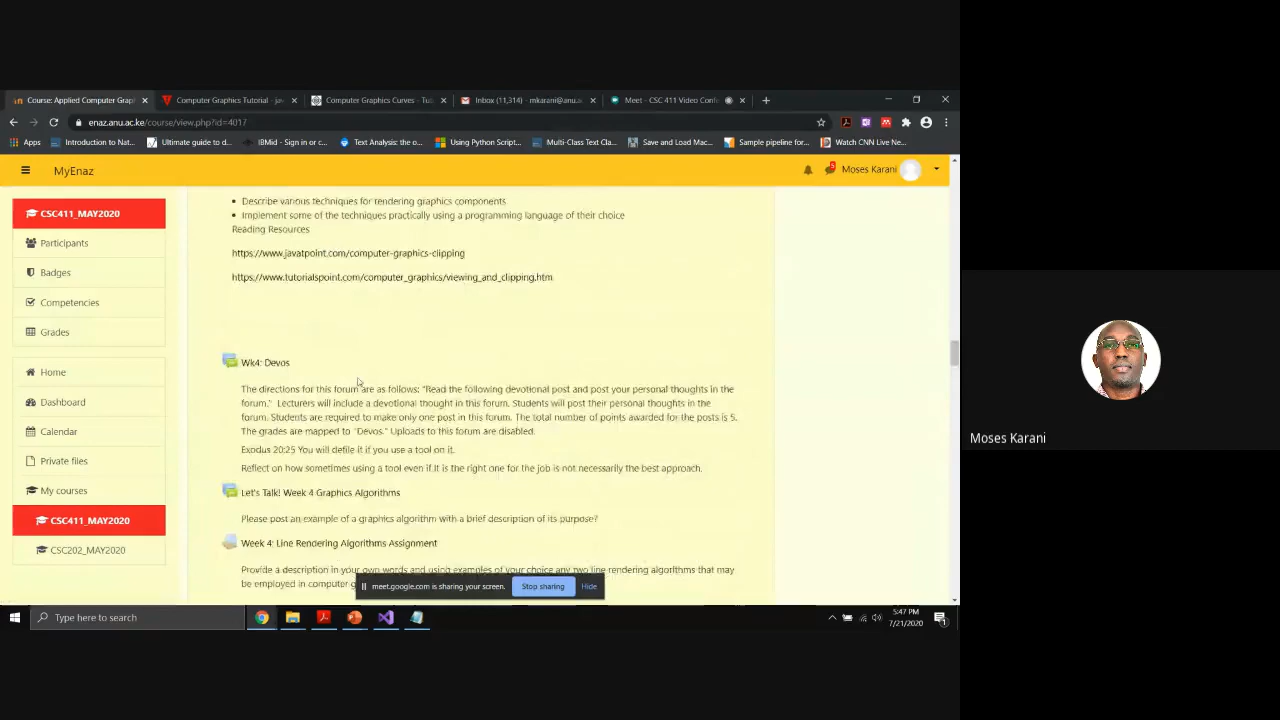 Course: Applied Computer Grap
Computer Graphics Tutorial - jav
Computer Graphics Curves - Tut
Inbox (11,314) - mkarani@anu.a
Meet - CSC 411 Video Conf
enaz.anu.ac.ke/course/view.php?id=4017
Apps
Introduction to Nat...
Ultimate guide to d...
IBMid - Sign in or c...
Text Analysis: the o...
Using Python Script...
Multi-Class Text Cla...
Save and Load Mac...
Sample pipeline for...
Watch CNN Live Ne...
MyEnaz
5
Moses Karani
CSC411_MAY2020
Participants
Badges
Competencies
Grades
Home
Dashboard
Calendar
Private files
My courses
CSC411_MAY2020
CSC202_MAY2020
Describe various techniques for rendering graphics components
Implement some of the techniques practically using a programming language of their choice
Reading Resources
https://www.javatpoint.com/computer-graphics-clipping
https://www.tutorialspoint.com/computer_graphics/viewing_and_clipping.htm
Wk4: Devos
The directions for this forum are as follows: "Read the following devotional post and post your personal thoughts in the
forum." Lecturers will include a devotional thought in this forum. Students will post their personal thoughts in the
forum. Students are required to make only one post in this forum. The total number of points awarded for the posts is 5.
The grades are mapped to "Devos." Uploads to this forum are disabled.
Exodus 20:25 You will defile it if you use a tool on it.
Reflect on how sometimes using a tool even if it is the right one for the job is not necessarily the best approach.
Let's Talk! Week 4 Graphics Algorithms
Please post an example of a graphics algorithm with a brief description of its purpose?
Week 4: Line Rendering Algorithms Assignment
Provide a description in your own words and using examples of your choice any two line rendering algorithms that may
be employed in computer g
meet.google.com is sharing your screen.
Stop sharing
Hide
Type here to search
5:47 PM
7/21/2020
1
Moses Karani